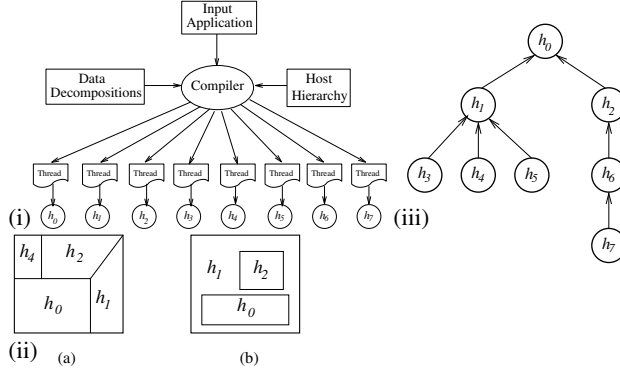 Input
Application
Data
Decompositions
Compiler
Host
Hierarchy
Thread Thread Thread Thread Thread Thread Thread Thread
(i) h0 h1 h2 h3 h4 h5 h6 h7
h4 h2
h0 h1
(ii) (a)
h1 h2
h0
(b)
h0
h1 h2
h3 h4 h5 h6
(iii)
h7